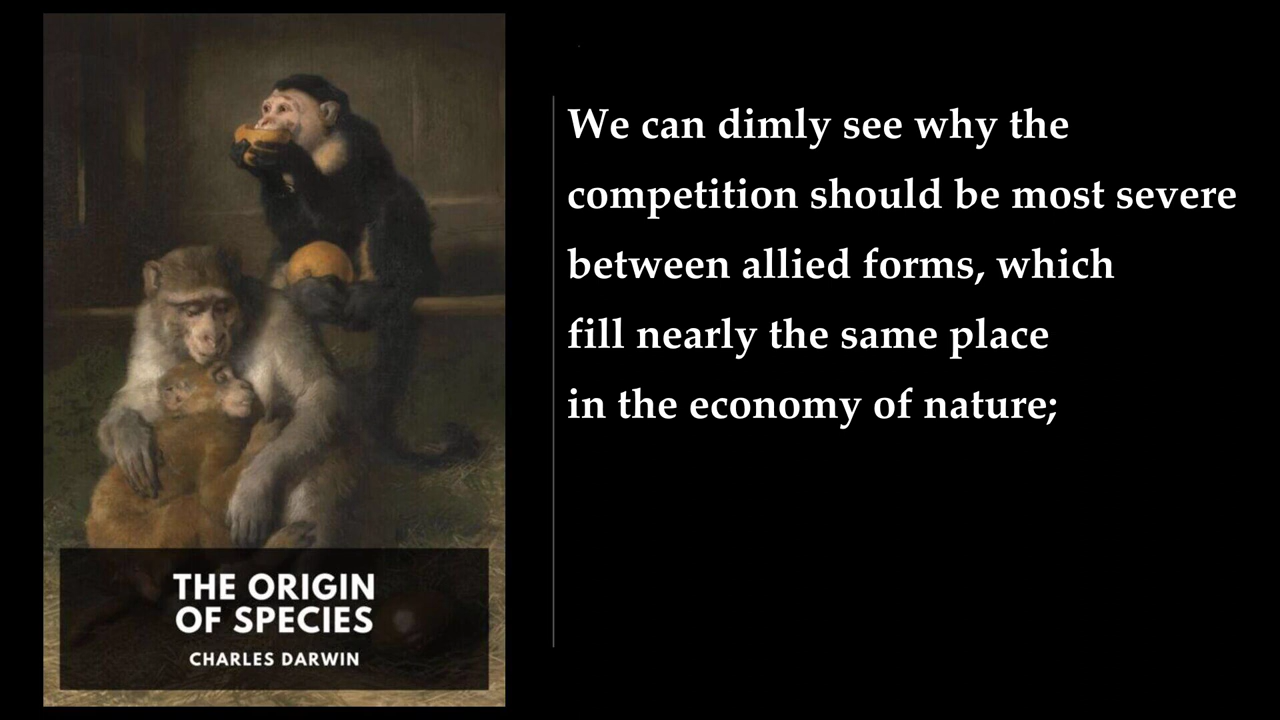 THE ORIGIN
OF SPECIES
CHARLES DARWIN
We can dimly see why the
competition should be most severe
between allied forms, which
fill nearly the same place
in the economy of nature;